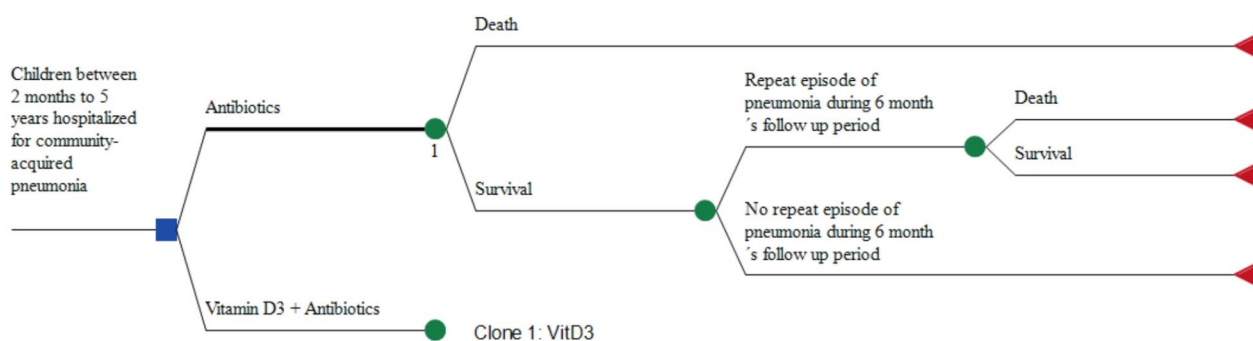 Death
Children between
2 months to 5
years hospitalized
for community-
acquired
pneumonia
Antibiotics
1
Repeat episode of
pneumonia during 6 month
´s follow up period
Death
Survival
Survival
No repeat episode of
pneumonia during 6 month
´s follow up period
Vitamin D3 + Antibiotics
Clone 1: VitD3